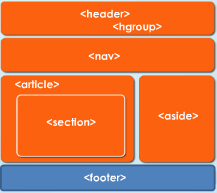 <header>
<hgroup>
<nav>
<article>
<section>
<aside>
<footer>